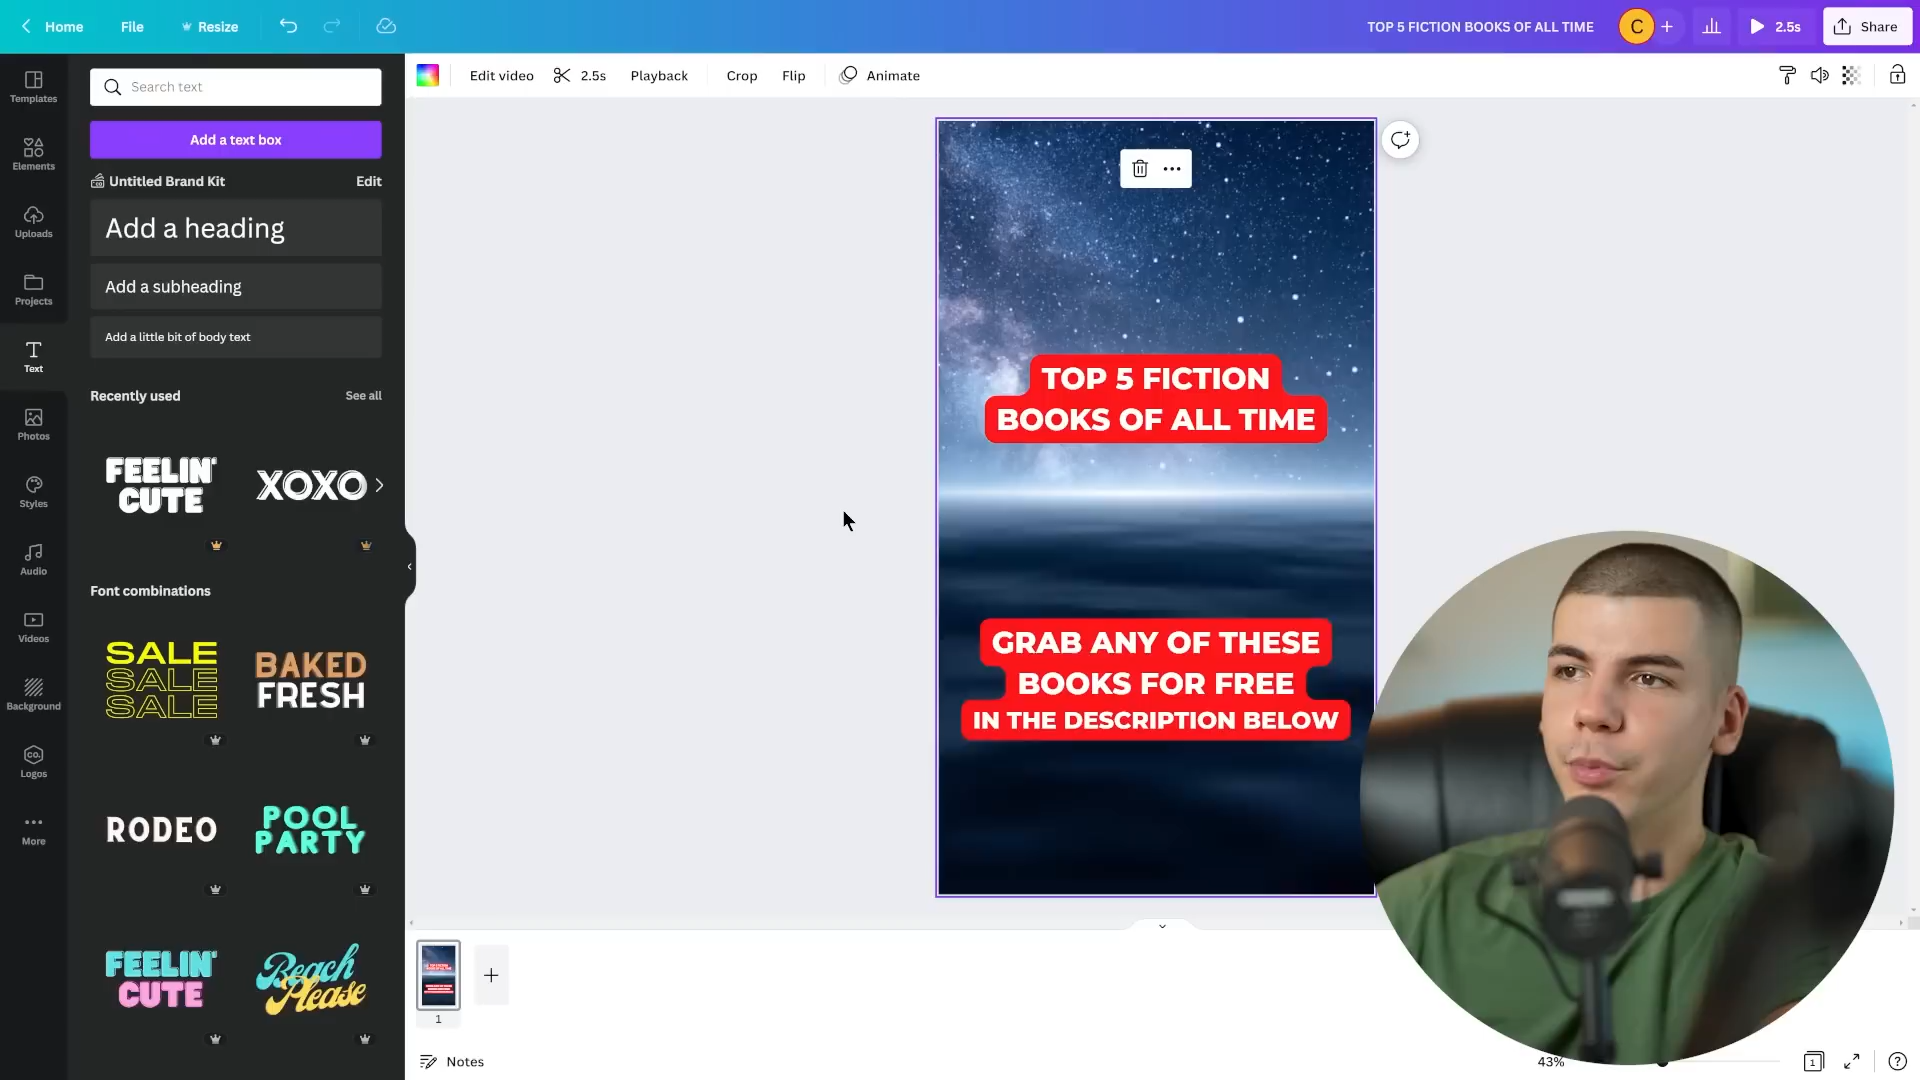 Home
File
Resize
TOP 5 FICTION BOOKS OF ALL TIME
C
2.5s
Share
Templates
Elements
Uploads
Projects
Text
Photos
Styles
Audio
Videos
Background
CO.
Logos
More
Search text
Add a text box
Untitled Brand Kit
Edit
Add a heading
Add a subheading
Add a little bit of body text
Recently used
See all
FEELIN'
CUTE
XOXO
Font combinations
SALE
SALE
SALE
BAKED
FRESH
RODEO
POOL
PARTY
FEELIN'
CUTE
Beach
Please
Edit video
2.5s
Playback
Crop
Flip
Animate
TOP 5 FICTION
BOOKS OF ALL TIME
GRAB ANY OF THESE
BOOKS FOR FREE
IN THE DESCRIPTION BELOW
1
Notes
43%
1